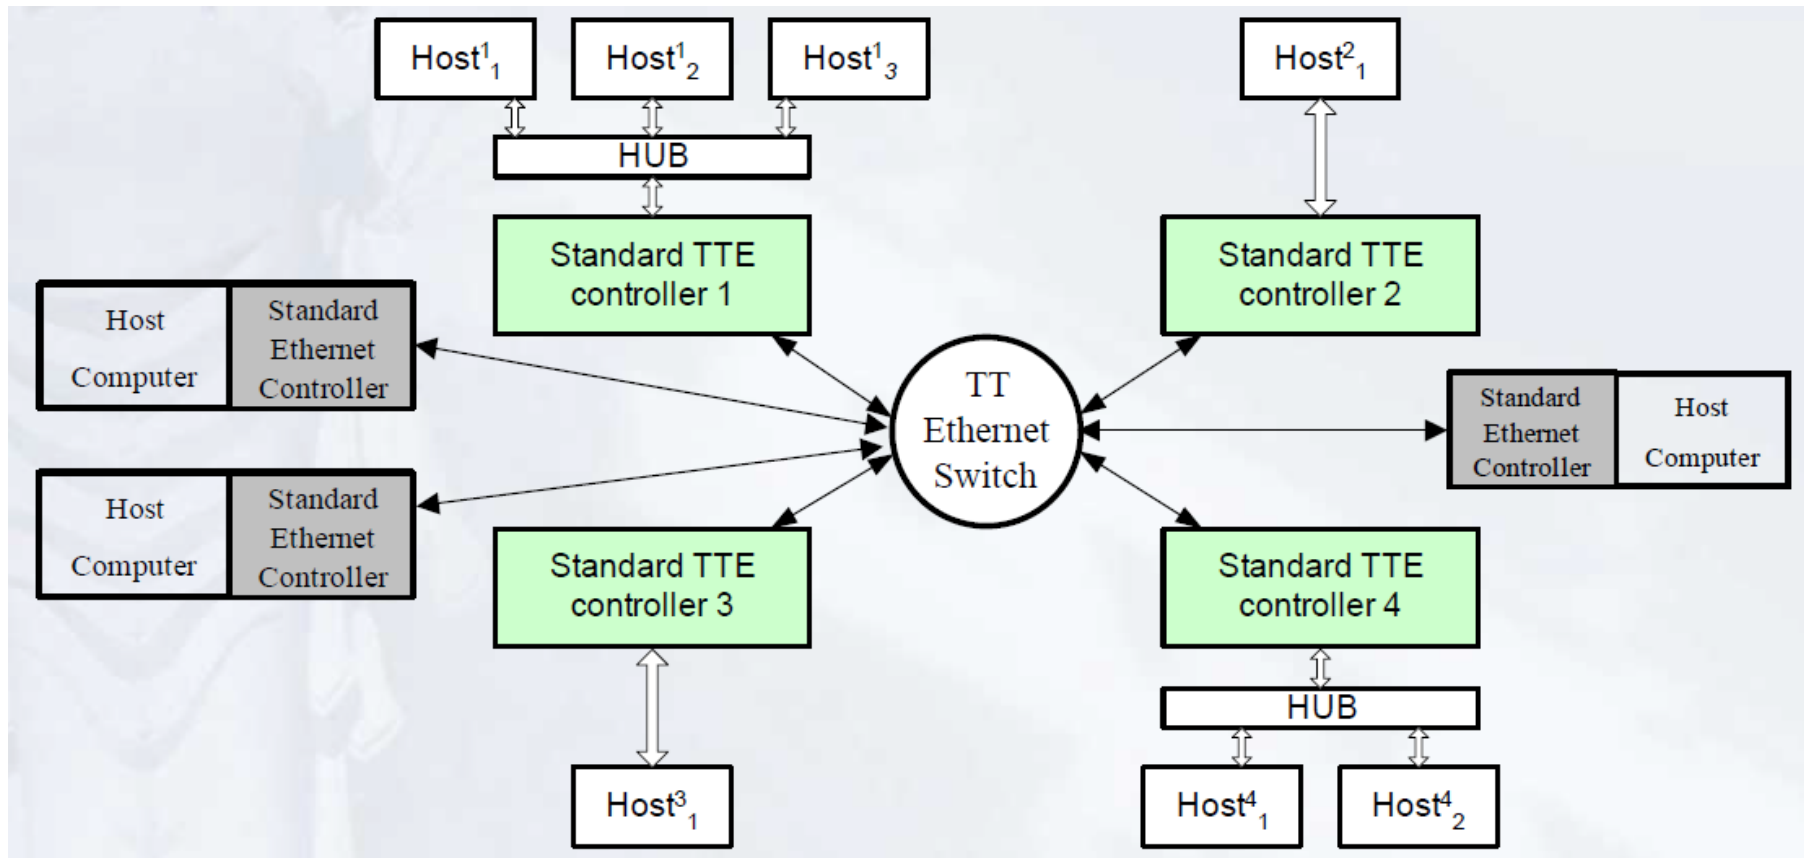 Host¹₁
Host¹₂
Host¹₃
Host²₁
HUB
Standard TTE
controller 1
Standard TTE
controller 2
Host
Computer
Standard
Ethernet
Controller
TT
Ethernet
Switch
Standard
Ethernet
Controller
Host
Computer
Host
Computer
Standard
Ethernet
Controller
Standard TTE
controller 3
Standard TTE
controller 4
HUB
Host³₁
Host⁴₁
Host⁴₂